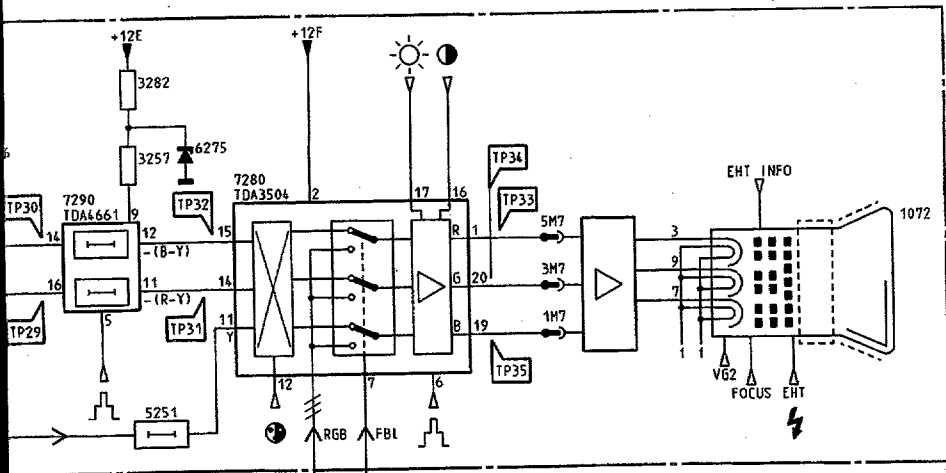 +12E
+12F
3282
3257
6275
TP34
EHT INFO
7290
TDA4661
TP32
7280
TDA3504
2
17
16
TP33
1072
TP30
9
14
12
-(B-Y)
15
R
1
5M7
3
G
20
3M7
9
16
11
-(R-Y)
14
7
TP29
5
TP31
11
Y
B
19
1M7
TP35
12
7
6
VG2
FOCUS
EHT
5251
RGB
FBL